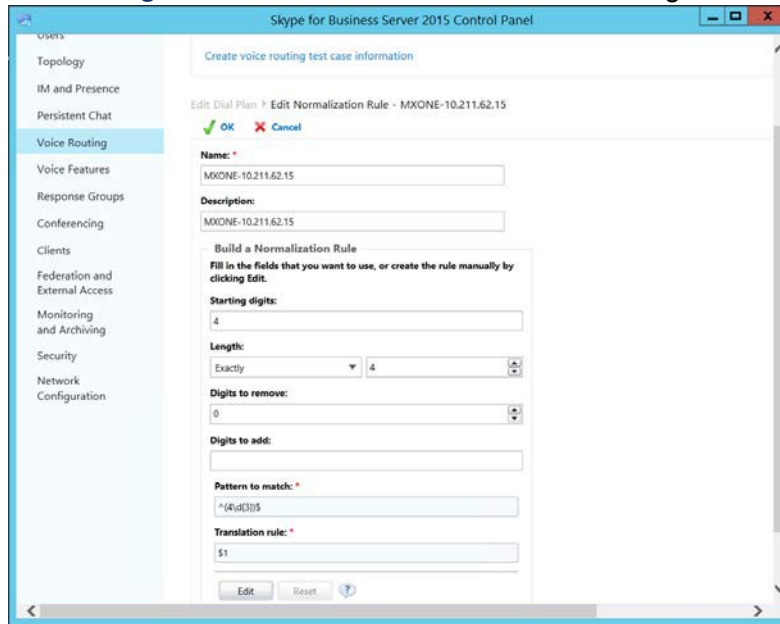 Skype for Business Server 2015 Control Panel
Users
Topology
IM and Presence
Persistent Chat
Voice Routing
Voice Features
Response Groups
Conferencing
Clients
Federation and
External Access
Monitoring
and Archiving
Security
Network
Configuration
Create voice routing test case information
Edit Dial Plan ▸ Edit Normalization Rule - MXONE-10.211.62.15
OK Cancel
Name: *
MXONE-10.211.62.15
Description:
MXONE-10.211.62.15
Build a Normalization Rule
Fill in the fields that you want to use, or create the rule manually by
clicking Edit.
Starting digits:
4
Length:
Exactly 4
Digits to remove:
0
Digits to add:
Pattern to match: *
^(4\d{3})$
Translation rule: *
$1
Edit Reset ?